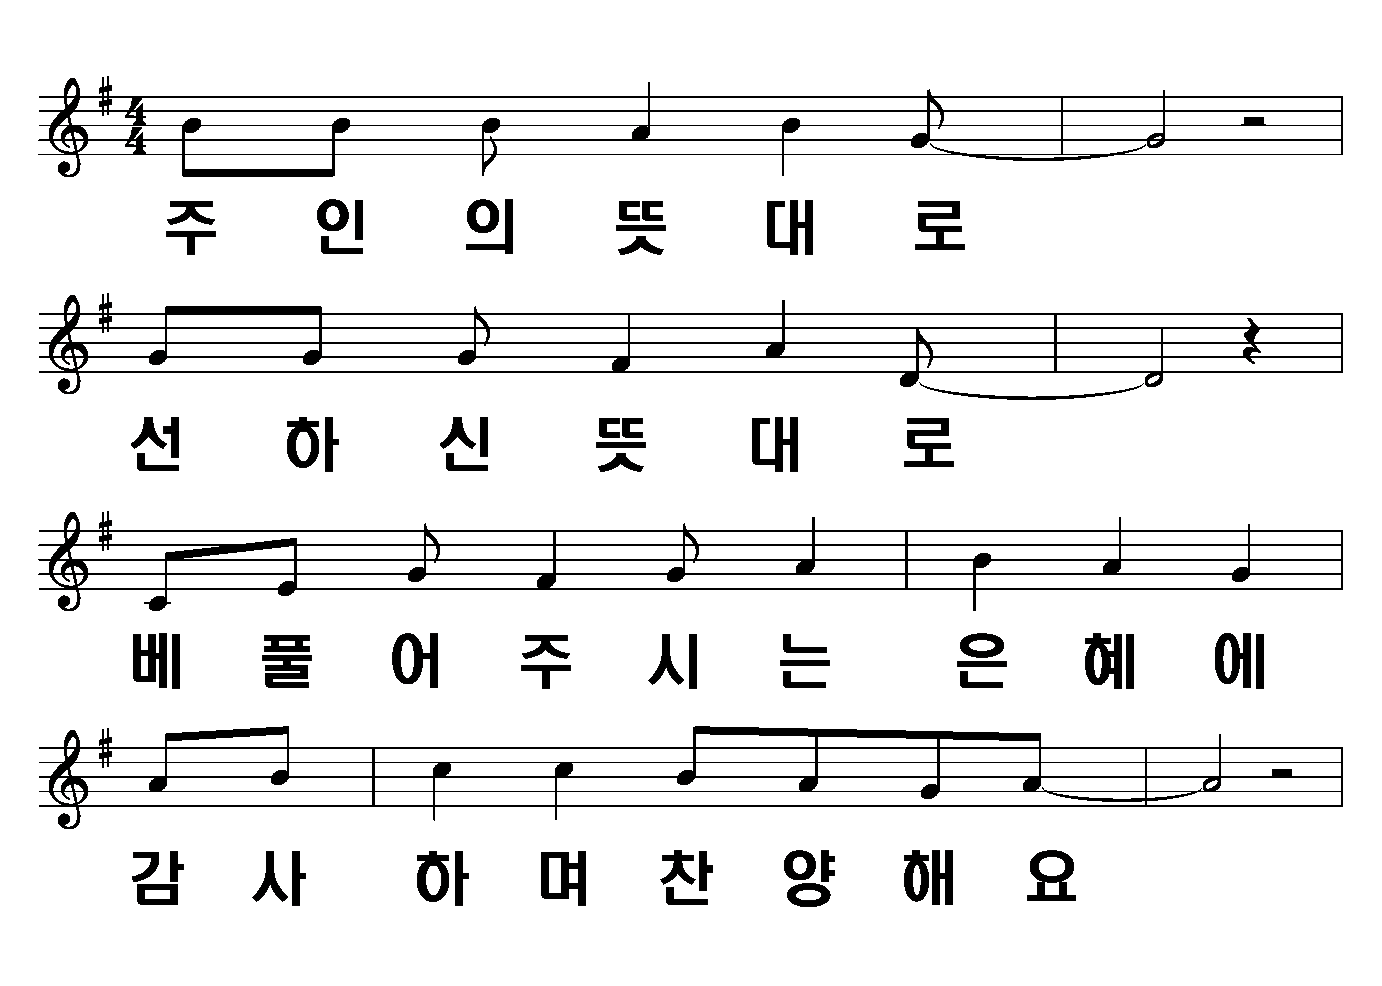 주 인 의 뜻 대 로
선 하 신 뜻 대 로
베 풀 어 주 시 는 은 혜 에
감 사 하 며 찬 양 해 요